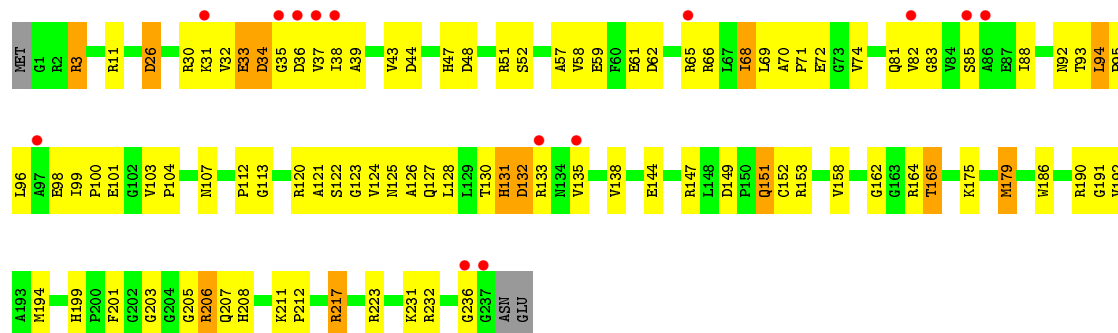 MET G1 R2 R3 R11 D26 R30 K31 V32 E33 D34 G35 D36 V37 I38 A39 V43 D44 H47 D48 R51 S52 A57 V58 E59 F60 E61 D62 R65 R66 L67 I68 L69 A70 P71 E72 G73 V74 Q81 V82 G83 V84 S85 A86 E87 I88 N92 T93 L94 P95
L96 A97 E98 I99 P100 E101 G102 V103 P104 N107 P112 G113 R120 A121 S122 G123 V124 N125 A126 Q127 L128 L129 T130 H131 D132 R133 N134 V135 V138 E144 R147 L148 D149 P150 Q151 C152 R153 V158 G162 G163 R164 T165 K175 M179 W186 R190 G191 V192
A193 M194 H199 P200 F201 G202 G203 G204 G205 R206 Q207 H208 K211 P212 R217 R223 K231 R232 G236 G237 ASN GLU